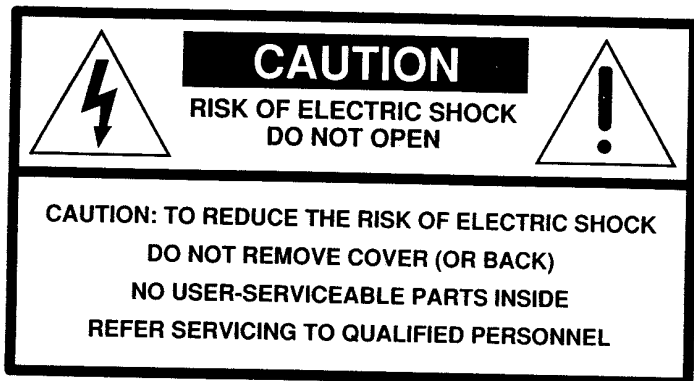 CAUTION
RISK OF ELECTRIC SHOCK
DO NOT OPEN
CAUTION: TO REDUCE THE RISK OF ELECTRIC SHOCK
DO NOT REMOVE COVER (OR BACK)
NO USER-SERVICEABLE PARTS INSIDE
REFER SERVICING TO QUALIFIED PERSONNEL